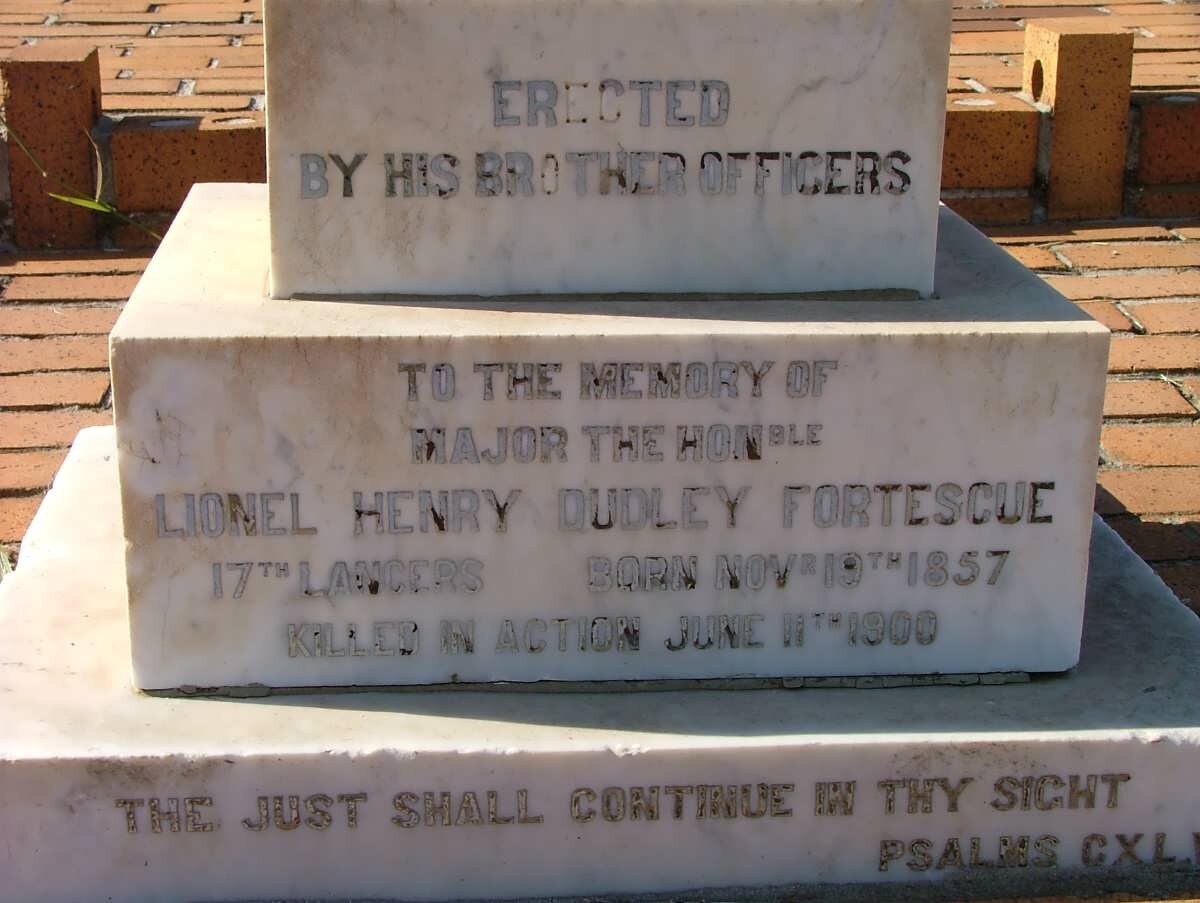 ERECTED
BY HIS BROTHER OFFICERS
TO THE MEMORY OF
MAJOR THE HONBLE
LIONEL HENRY DUDLEY FORTESCUE
17TH LANCERS BORN NOVR 19TH 1857
KILLED IN ACTION JUNE 11TH 1900
THE JUST SHALL CONTINUE IN THY SIGHT
PSALMS CXL.